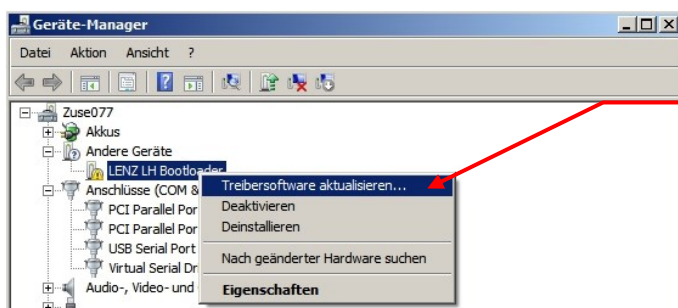 Geräte-Manager
Datei Aktion Ansicht ?
Zuse077
Akkus
Andere Geräte
LENZ LH Bootloader
Treibersoftware aktualisieren...
Anschlüsse (COM &
Deaktivieren
PCI Parallel Por
Deinstallieren
PCI Parallel Por
USB Serial Port
Nach geänderter Hardware suchen
Virtual Serial Dri
Audio-, Video- und
Eigenschaften